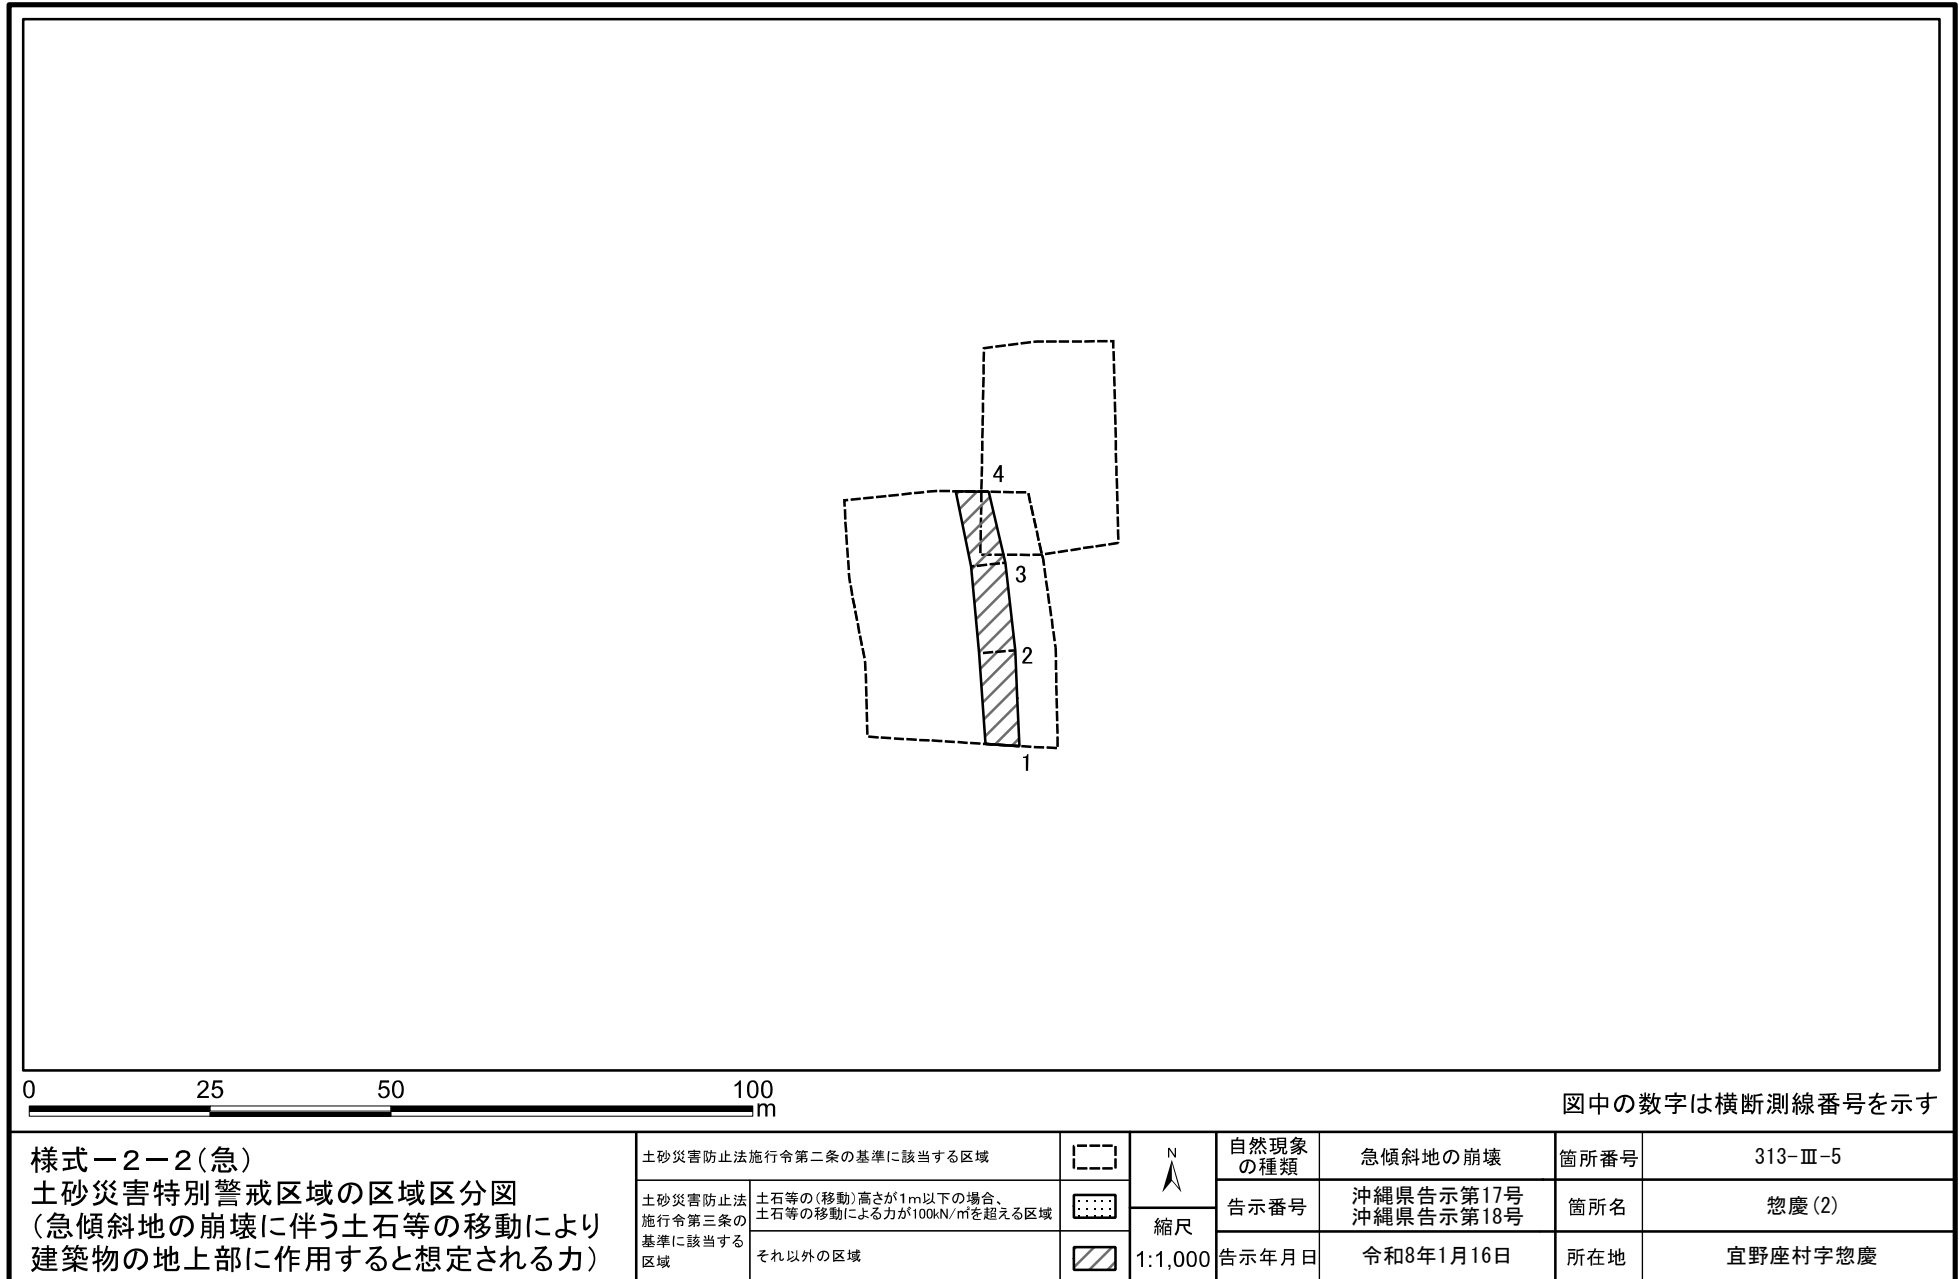 4
3
2
1
0 25 50 100
m
図中の数字は横断測線番号を示す
様式－２－２（急）
土砂災害特別警戒区域の区域区分図
（急傾斜地の崩壊に伴う土石等の移動により
建築物の地上部に作用すると想定される力）
土砂災害防止法施行令第二条の基準に該当する区域
土砂災害防止法
施行令第三条の
基準に該当する
区域
土石等の（移動）高さが１ｍ以下の場合、
土石等の移動による力が100kN/㎡を超える区域
それ以外の区域
N
縮尺
1:1,000
自然現象
の種類
急傾斜地の崩壊
箇所番号
313-Ⅲ-5
告示番号
沖縄県告示第17号
沖縄県告示第18号
箇所名
惣慶(2)
告示年月日
令和8年1月16日
所在地
宜野座村字惣慶